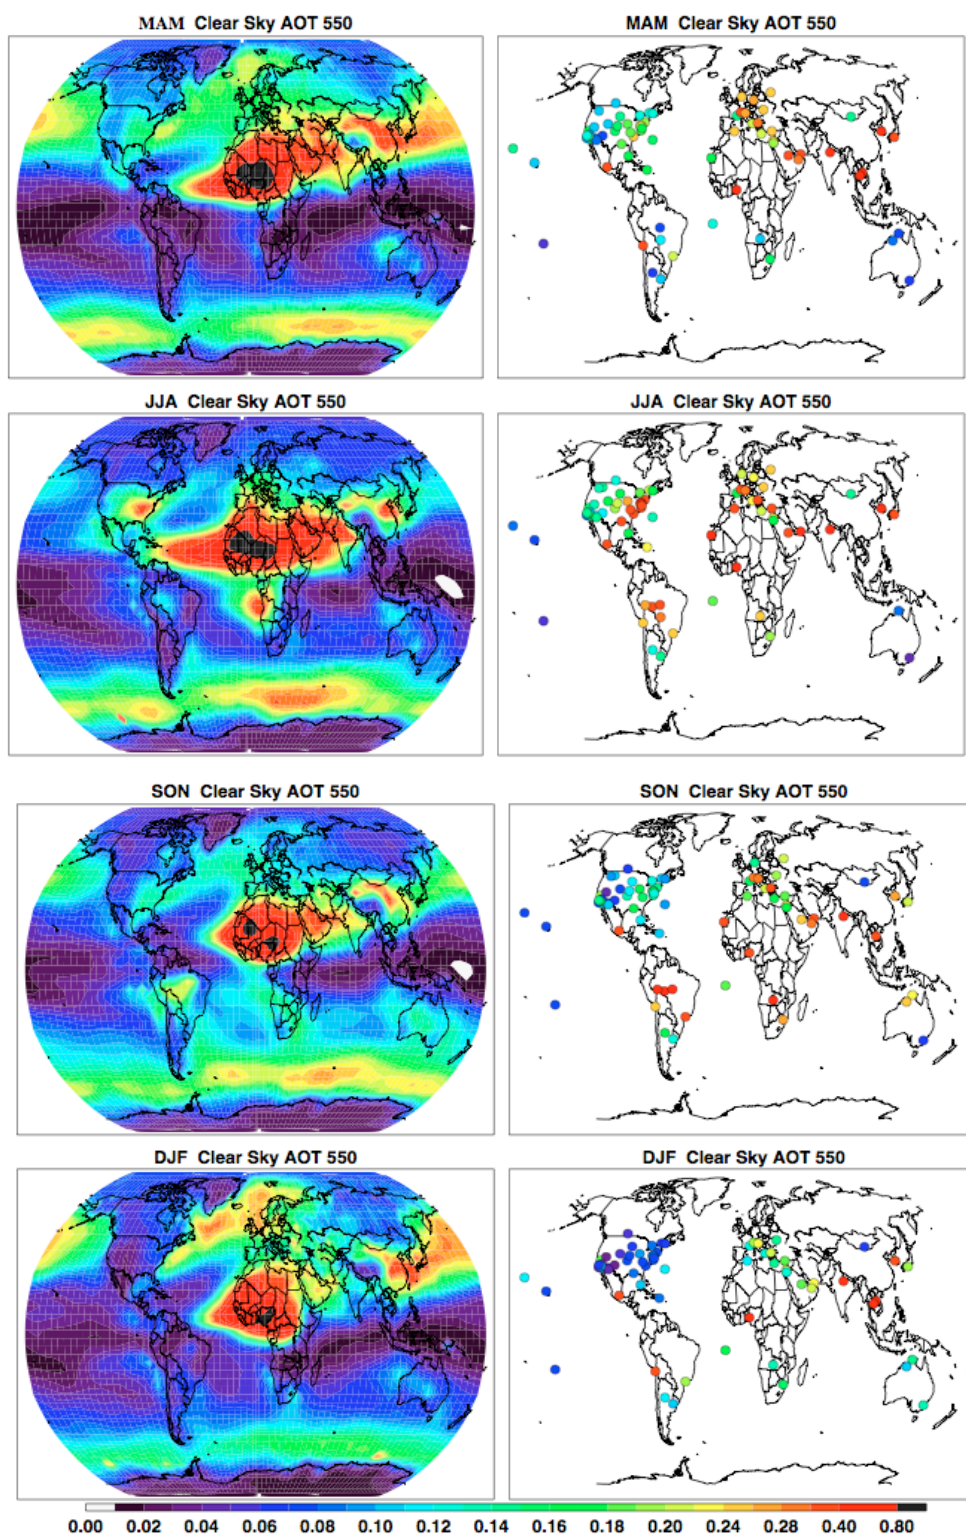 MAM Clear Sky AOT 550
MAM Clear Sky AOT 550
JJA Clear Sky AOT 550
JJA Clear Sky AOT 550
SON Clear Sky AOT 550
SON Clear Sky AOT 550
DJF Clear Sky AOT 550
DJF Clear Sky AOT 550
0.00 0.02 0.04 0.06 0.08 0.10 0.12 0.14 0.16 0.18 0.20 0.24 0.28 0.40 0.80